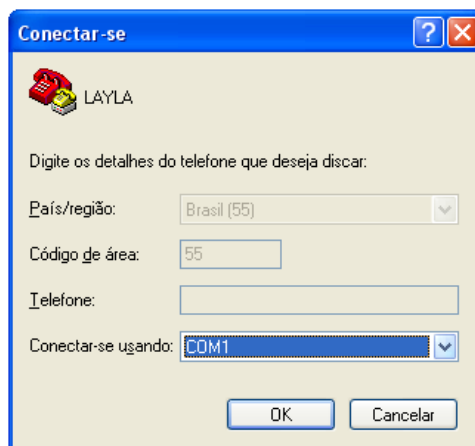 Conectar-se
LAYLA
Digite os detalhes do telefone que deseja discar:
País/região: Brasil (55)
Código de área: 55
Telefone:
Conectar-se usando: COM1
OK Cancelar